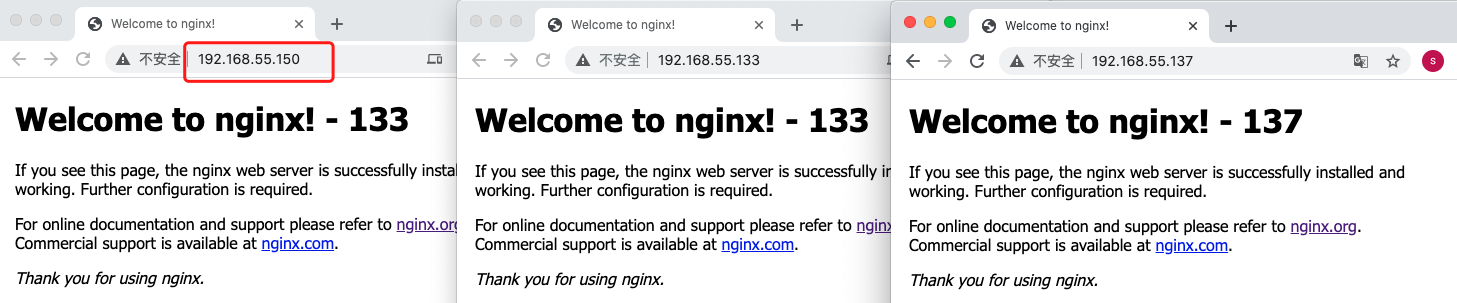 Welcome to nginx!
不安全 192.168.55.150
Welcome to nginx! - 133
If you see this page, the nginx web server is successfully
working. Further configuration is required.
For online documentation and support please refer to nginx.org
Commercial support is available at nginx.com.
Thank you for using nginx.
Welcome to nginx!
不安全 192.168.55.133
Welcome to nginx! - 133
If you see this page, the nginx web server is successfully
working. Further configuration is required.
For online documentation and support please refer to
Commercial support is available at nginx.com.
Thank you for using nginx.
Welcome to nginx!
不安全 192.168.55.137
S
Welcome to nginx! - 137
If you see this page, the nginx web server is successfully installed and
working. Further configuration is required.
For online documentation and support please refer to nginx.org.
Commercial support is available at nginx.com.
Thank you for using nginx.